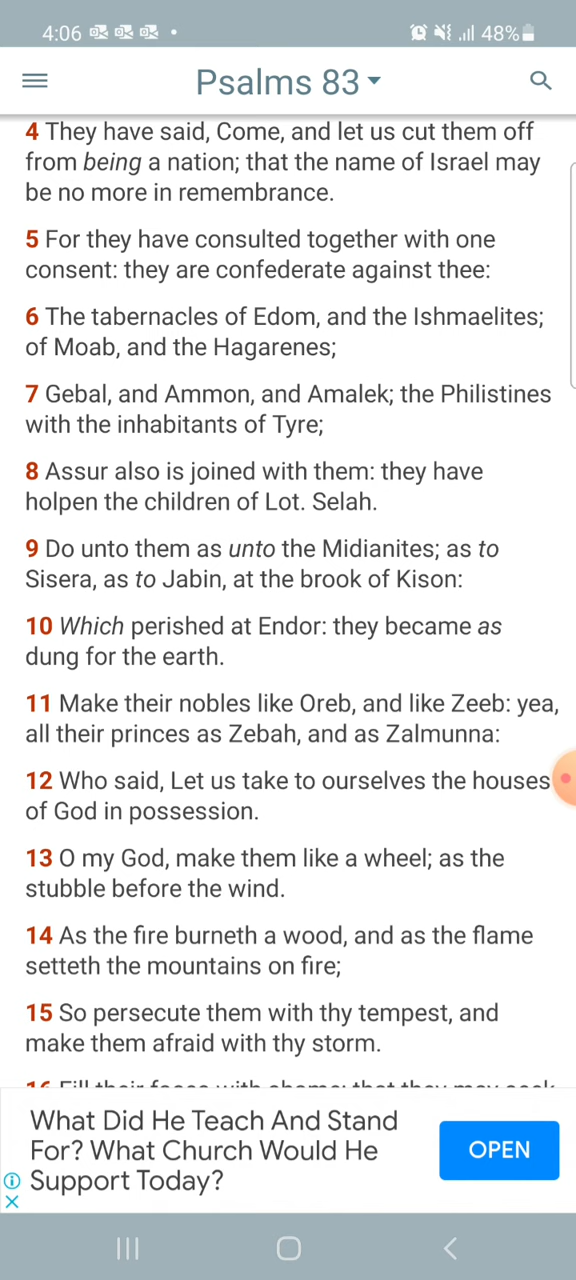 4:06
48%
Psalms 83
4 They have said, Come, and let us cut them off
from being a nation; that the name of Israel may
be no more in remembrance.
5 For they have consulted together with one
consent: they are confederate against thee:
6 The tabernacles of Edom, and the Ishmaelites;
of Moab, and the Hagarenes;
7 Gebal, and Ammon, and Amalek; the Philistines
with the inhabitants of Tyre;
8 Assur also is joined with them: they have
holpen the children of Lot. Selah.
9 Do unto them as unto the Midianites; as to
Sisera, as to Jabin, at the brook of Kison:
10 Which perished at Endor: they became as
dung for the earth.
11 Make their nobles like Oreb, and like Zeeb: yea,
all their princes as Zebah, and as Zalmunna:
12 Who said, Let us take to ourselves the houses
of God in possession.
13 O my God, make them like a wheel; as the
stubble before the wind.
14 As the fire burneth a wood, and as the flame
setteth the mountains on fire;
15 So persecute them with thy tempest, and
make them afraid with thy storm.
16 Fill their faces with shame; that they may seek
What Did He Teach And Stand
For? What Church Would He
Support Today?
OPEN